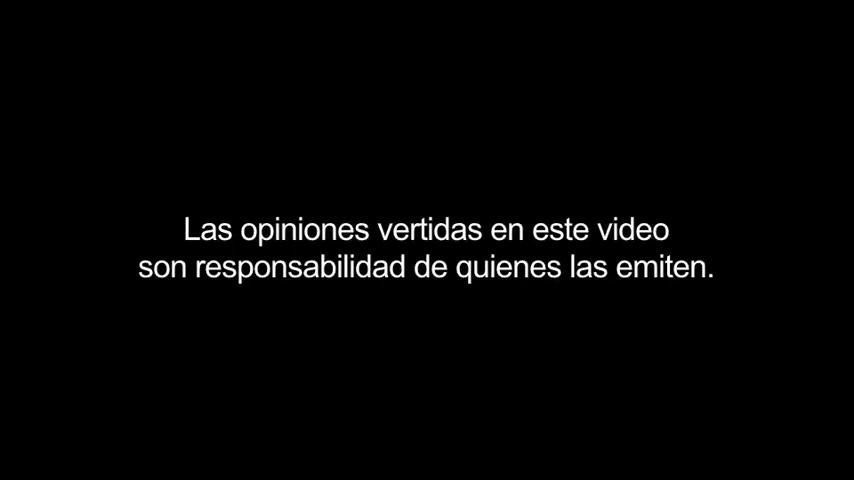 Las opiniones vertidas en este video
son responsabilidad de quienes las emiten.